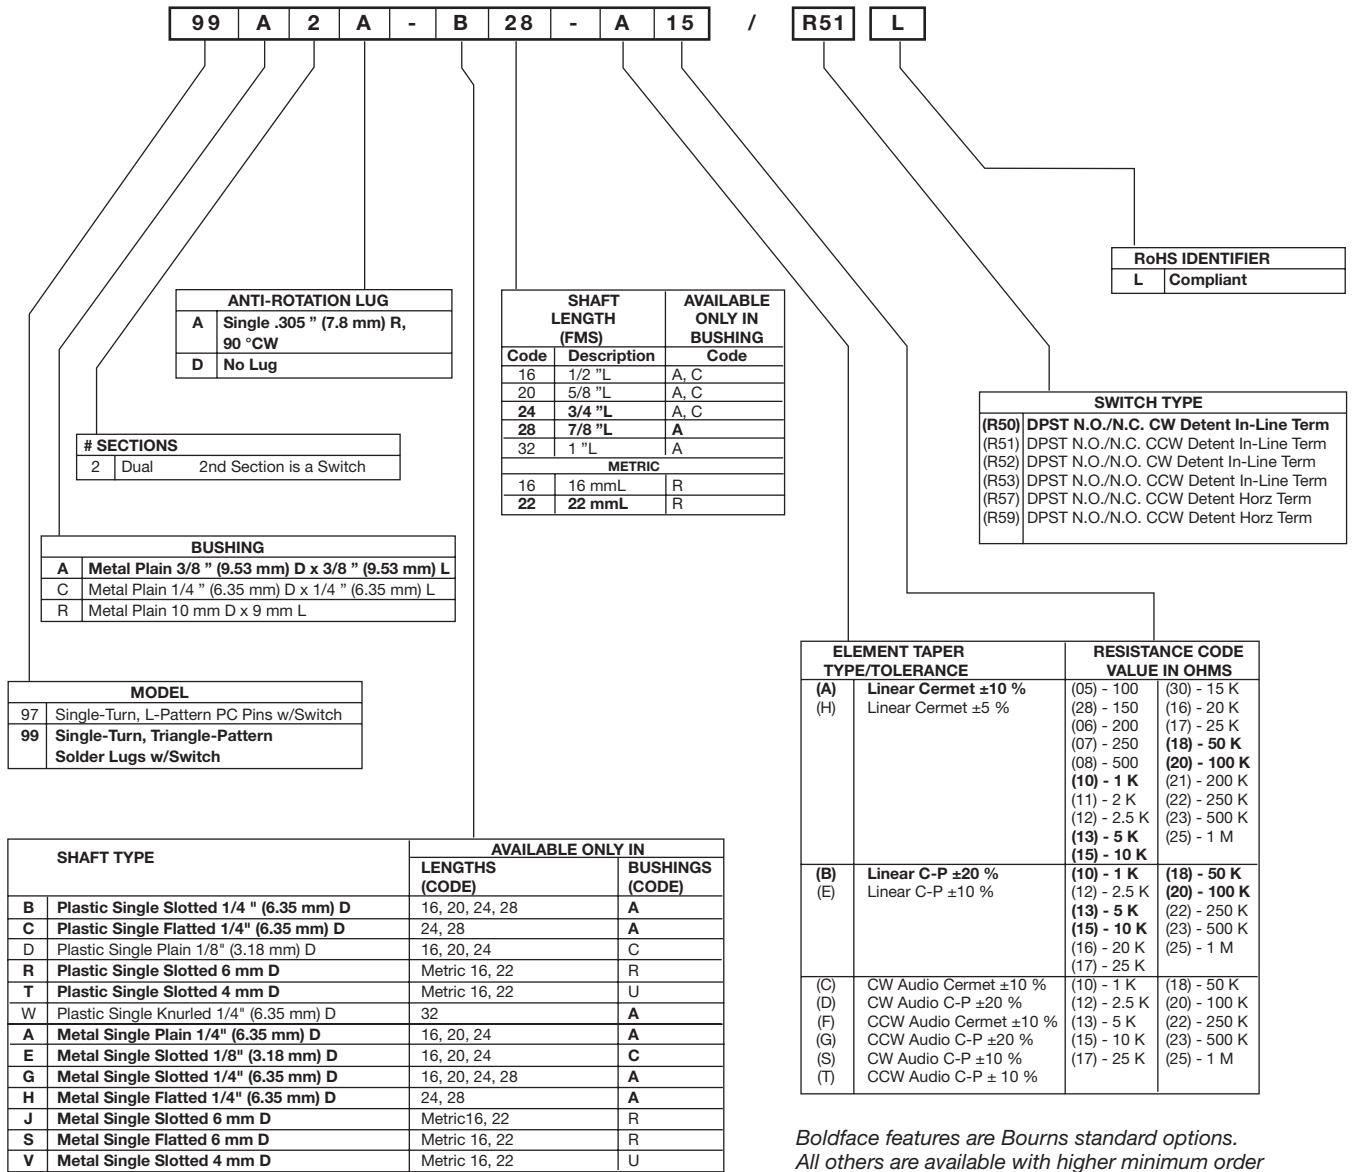 99 A 2 A - B 28 - A 15 / R51 L
RoHS IDENTIFIER
L Compliant
ANTI-ROTATION LUG
A Single .305 ” (7.8 mm) R,
90 °CW
D No Lug
SHAFT LENGTH (FMS) AVAILABLE ONLY IN BUSHING
Code Description Code
16 1/2 ”L A, C
20 5/8 ”L A, C
24 3/4 ”L A, C
28 7/8 ”L A
32 1 ”L A
METRIC
16 16 mmL R
22 22 mmL R
SWITCH TYPE
(R50) DPST N.O./N.C. CW Detent In-Line Term
(R51) DPST N.O./N.C. CCW Detent In-Line Term
(R52) DPST N.O./N.O. CW Detent In-Line Term
(R53) DPST N.O./N.O. CCW Detent In-Line Term
(R57) DPST N.O./N.C. CCW Detent Horz Term
(R59) DPST N.O./N.O. CCW Detent Horz Term
# SECTIONS
2 Dual 2nd Section is a Switch
BUSHING
A Metal Plain 3/8 ” (9.53 mm) D x 3/8 ” (9.53 mm) L
C Metal Plain 1/4 ” (6.35 mm) D x 1/4 ” (6.35 mm) L
R Metal Plain 10 mm D x 9 mm L
MODEL
97 Single-Turn, L-Pattern PC Pins w/Switch
99 Single-Turn, Triangle-Pattern
Solder Lugs w/Switch
ELEMENT TAPER RESISTANCE CODE
TYPE/TOLERANCE VALUE IN OHMS
(A) Linear Cermet ±10 % (05) - 100 (30) - 15 K
(H) Linear Cermet ±5 % (28) - 150 (16) - 20 K
(06) - 200 (17) - 25 K
(07) - 250 (18) - 50 K
(08) - 500 (20) - 100 K
(10) - 1 K (21) - 200 K
(11) - 2 K (22) - 250 K
(12) - 2.5 K (23) - 500 K
(13) - 5 K (25) - 1 M
(15) - 10 K
(B) Linear C-P ±20 % (10) - 1 K (18) - 50 K
(E) Linear C-P ±10 % (12) - 2.5 K (20) - 100 K
(13) - 5 K (22) - 250 K
(15) - 10 K (23) - 500 K
(16) - 20 K (25) - 1 M
(17) - 25 K
(C) CW Audio Cermet ±10 % (10) - 1 K (18) - 50 K
(D) CW Audio C-P ±20 % (12) - 2.5 K (20) - 100 K
(F) CCW Audio Cermet ±10 % (13) - 5 K (22) - 250 K
(G) CCW Audio C-P ±20 % (15) - 10 K (23) - 500 K
(S) CW Audio C-P ±10 % (17) - 25 K (25) - 1 M
(T) CCW Audio C-P ± 10 %
SHAFT TYPE AVAILABLE ONLY IN
LENGTHS BUSHINGS
(CODE) (CODE)
B Plastic Single Slotted 1/4 " (6.35 mm) D 16, 20, 24, 28 A
C Plastic Single Flatted 1/4" (6.35 mm) D 24, 28 A
D Plastic Single Plain 1/8" (3.18 mm) D 16, 20, 24 C
R Plastic Single Slotted 6 mm D Metric 16, 22 R
T Plastic Single Slotted 4 mm D Metric 16, 22 U
W Plastic Single Knurled 1/4" (6.35 mm) D 32 A
A Metal Single Plain 1/4" (6.35 mm) D 16, 20, 24 A
E Metal Single Slotted 1/8" (3.18 mm) D 16, 20, 24 C
G Metal Single Slotted 1/4" (6.35 mm) D 16, 20, 24, 28 A
H Metal Single Flatted 1/4" (6.35 mm) D 24, 28 A
J Metal Single Slotted 6 mm D Metric16, 22 R
S Metal Single Flatted 6 mm D Metric 16, 22 R
V Metal Single Slotted 4 mm D Metric 16, 22 U
Boldface features are Bourns standard options.
All others are available with higher minimum order